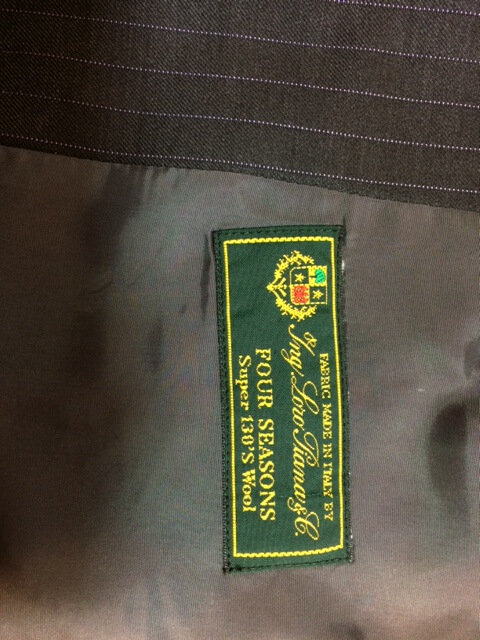 FABRIC MADE IN ITALY BY
Ing. Loro Piana & C.
FOUR SEASONS
Super 130'S Wool